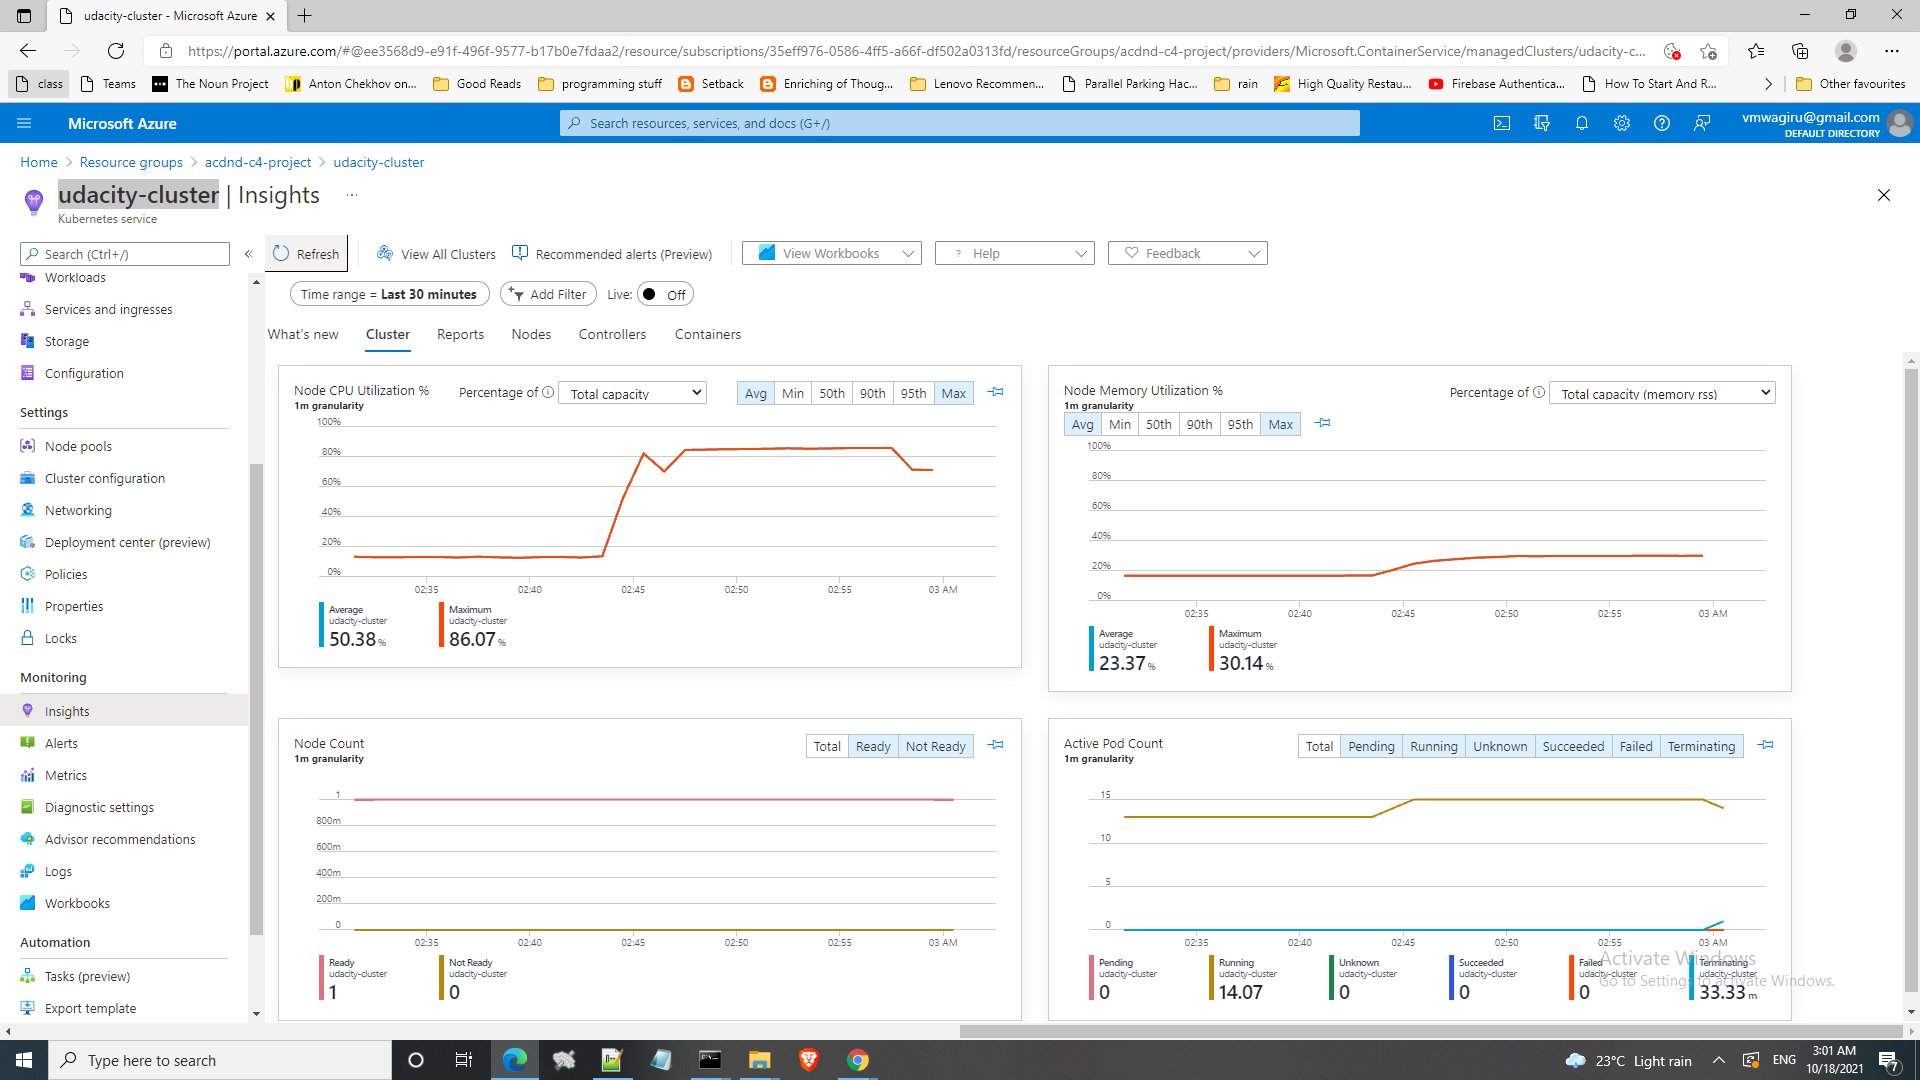 udacity-cluster - Microsoft Azure
https://portal.azure.com/#@ee3568d9-e91f-496f-9577-b17b0e7fdaa2/resource/subscriptions/35eff976-0586-4ff5-a66f-df502a0313fd/resourceGroups/acdnd-c4-project/providers/Microsoft.ContainerService/managedClusters/udacity-c...
class Teams The Noun Project Anton Chekhov on... Good Reads programming stuff Setback Enriching of Thoug... Lenovo Recommen... Parallel Parking Hac... rain High Quality Restau... Firebase Authentica... How To Start And R... Other favourites
Microsoft Azure
Search resources, services, and docs (G+/)
vmwagiru@gmail.com
DEFAULT DIRECTORY
Home > Resource groups > acdnd-c4-project > udacity-cluster
udacity-cluster | Insights ...
Kubernetes service
Search (Ctrl+/)
«
Workloads
Services and ingresses
Storage
Configuration
Settings
Node pools
Cluster configuration
Networking
Deployment center (preview)
Policies
Properties
Locks
Monitoring
Insights
Alerts
Metrics
Diagnostic settings
Advisor recommendations
Logs
Workbooks
Automation
Tasks (preview)
Export template
Refresh View All Clusters Recommended alerts (Preview) View Workbooks ? Help Feedback
Time range = Last 30 minutes Add Filter Live: Off
What's new Cluster Reports Nodes Controllers Containers
Node CPU Utilization %
1m granularity
Percentage of Total capacity
Avg Min 50th 90th 95th Max
100%
80%
60%
40%
20%
0%
02:35 02:40 02:45 02:50 02:55 03 AM
Average
udacity-cluster
50.38 %
Maximum
udacity-cluster
86.07 %
Node Memory Utilization %
1m granularity
Percentage of Total capacity (memory rss)
Avg Min 50th 90th 95th Max
100%
80%
60%
40%
20%
0%
02:35 02:40 02:45 02:50 02:55 03 AM
Average
udacity-cluster
23.37 %
Maximum
udacity-cluster
30.14 %
Node Count
1m granularity
Total Ready Not Ready
1
800m
600m
400m
200m
0
02:35 02:40 02:45 02:50 02:55 03 AM
Ready
udacity-cluster
1
Not Ready
udacity-cluster
0
Active Pod Count
1m granularity
Total Pending Running Unknown Succeeded Failed Terminating
15
10
5
0
02:35 02:40 02:45 02:50 02:55 03 AM
Pending
udacity-cluster
0
Running
udacity-cluster
14.07
Unknown
udacity-cluster
0
Succeeded
udacity-cluster
0
Failed
udacity-cluster
0
Terminating
udacity-cluster
33.33 m
Activate Windows
Go to Settings to activate Windows.
Type here to search
23°C Light rain
ENG
3:01 AM
10/18/2021
7